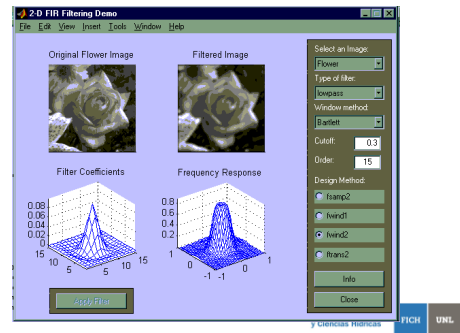 2-D FIR Filtering Demo
File Edit View Insert Tools Window Help
Original Flower Image
Filtered Image
Filter Coefficients
Frequency Response
0.08
0.06
0.04
0.02
0
15
10
5
5
10
15
0.8
0.6
0.4
0.2
1
0
-1
-1
0
1
Apply Filter
Select an Image:
Flower
Type of filter:
lowpass
Window method:
Bartlett
Cutoff: 0.3
Order: 15
Design Method:
fsamp2
fwind1
fwind2
ftrans2
Info
Close
y Ciencias Hídricas
FICH UNL